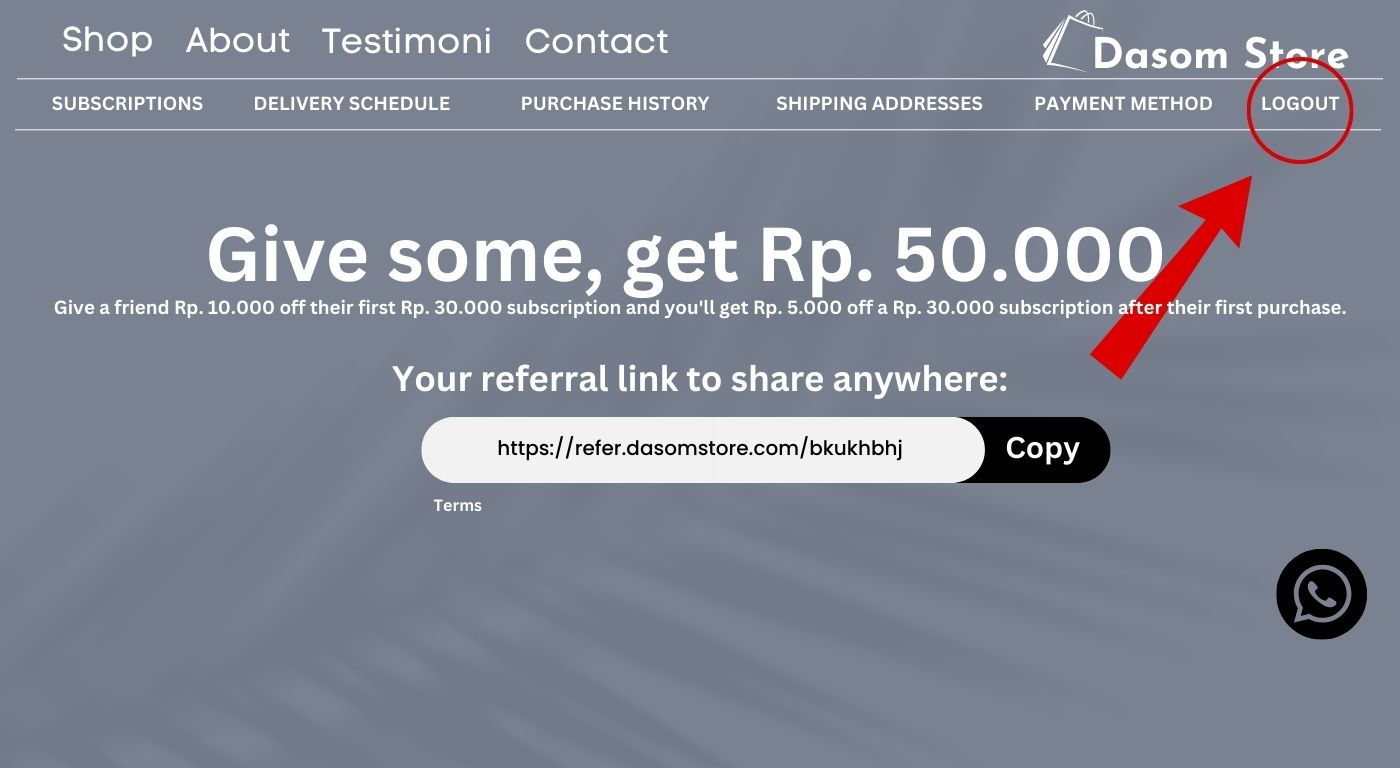 Shop About Testimoni Contact
Dasom Store
SUBSCRIPTIONS DELIVERY SCHEDULE PURCHASE HISTORY SHIPPING ADDRESSES PAYMENT METHOD LOGOUT
Give some, get Rp. 50.000
Give a friend Rp. 10.000 off their first Rp. 30.000 subscription and you'll get Rp. 5.000 off a Rp. 30.000 subscription after their first purchase.
Your referral link to share anywhere:
https://refer.dasomstore.com/bkukhbhj Copy
Terms